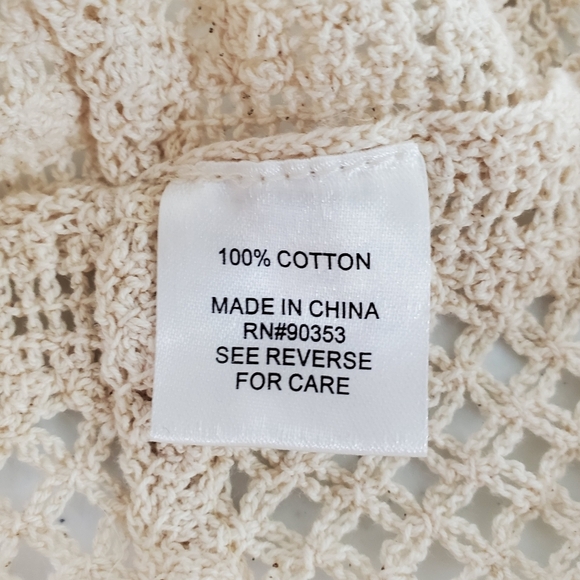 100% COTTON
MADE IN CHINA
RN#90353
SEE REVERSE
FOR CARE